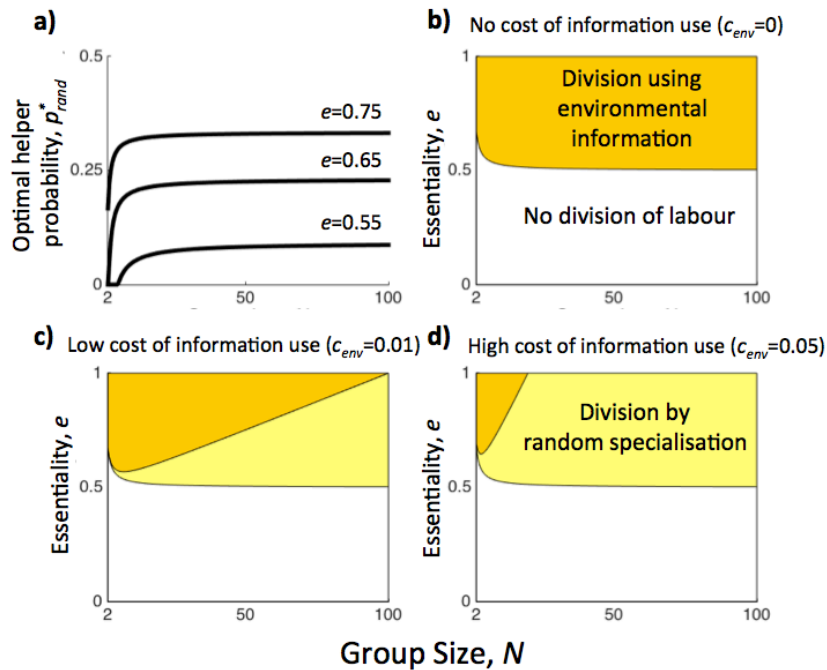 a)
Optimal helper
probability, p*rand
0.5
0.25
0
e=0.75
e=0.65
e=0.55
2
50
100
b) No cost of information use (cenv=0)
Essentiality, e
1
0.5
0
Division using
environmental
information
No division of labour
2
50
100
c) Low cost of information use (cenv=0.01)
Essentiality, e
1
0.5
0
2
50
100
d) High cost of information use (cenv=0.05)
Essentiality, e
1
0.5
0
Division by
random specialisation
2
50
100
Group Size, N